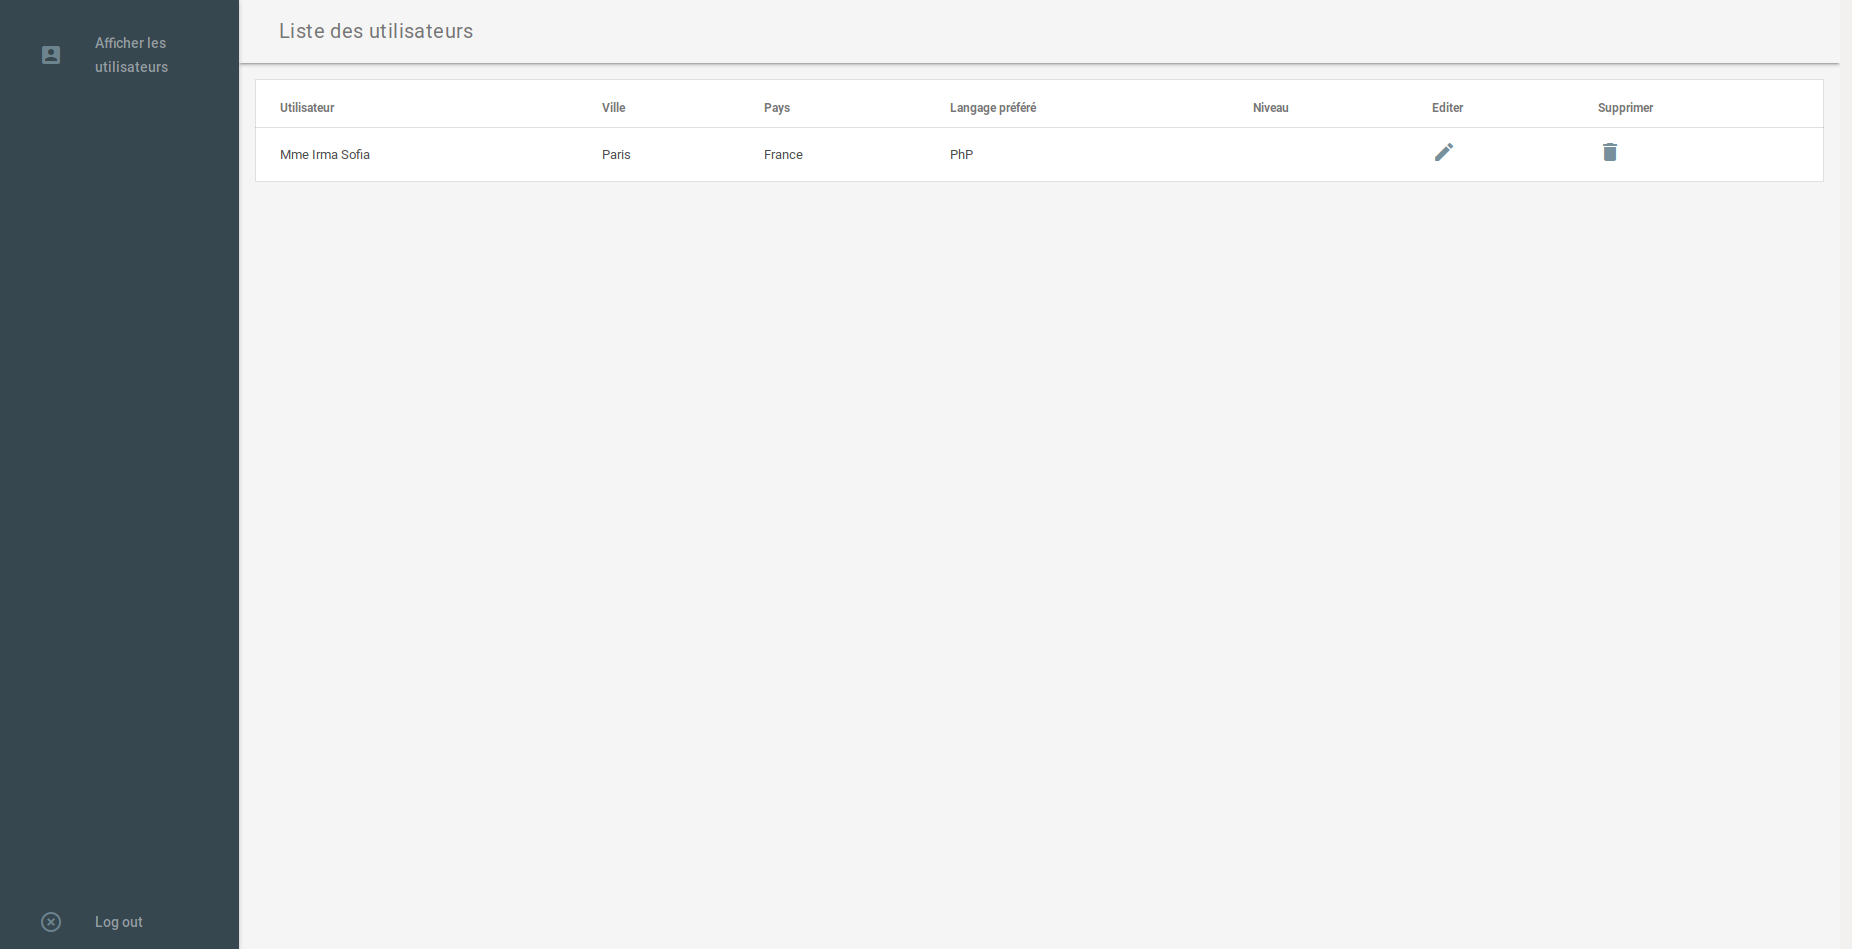 Afficher les
utilisateurs
Log out
Liste des utilisateurs
Utilisateur Ville Pays Langage préféré Niveau Editer Supprimer
Mme Irma Sofia Paris France PhP